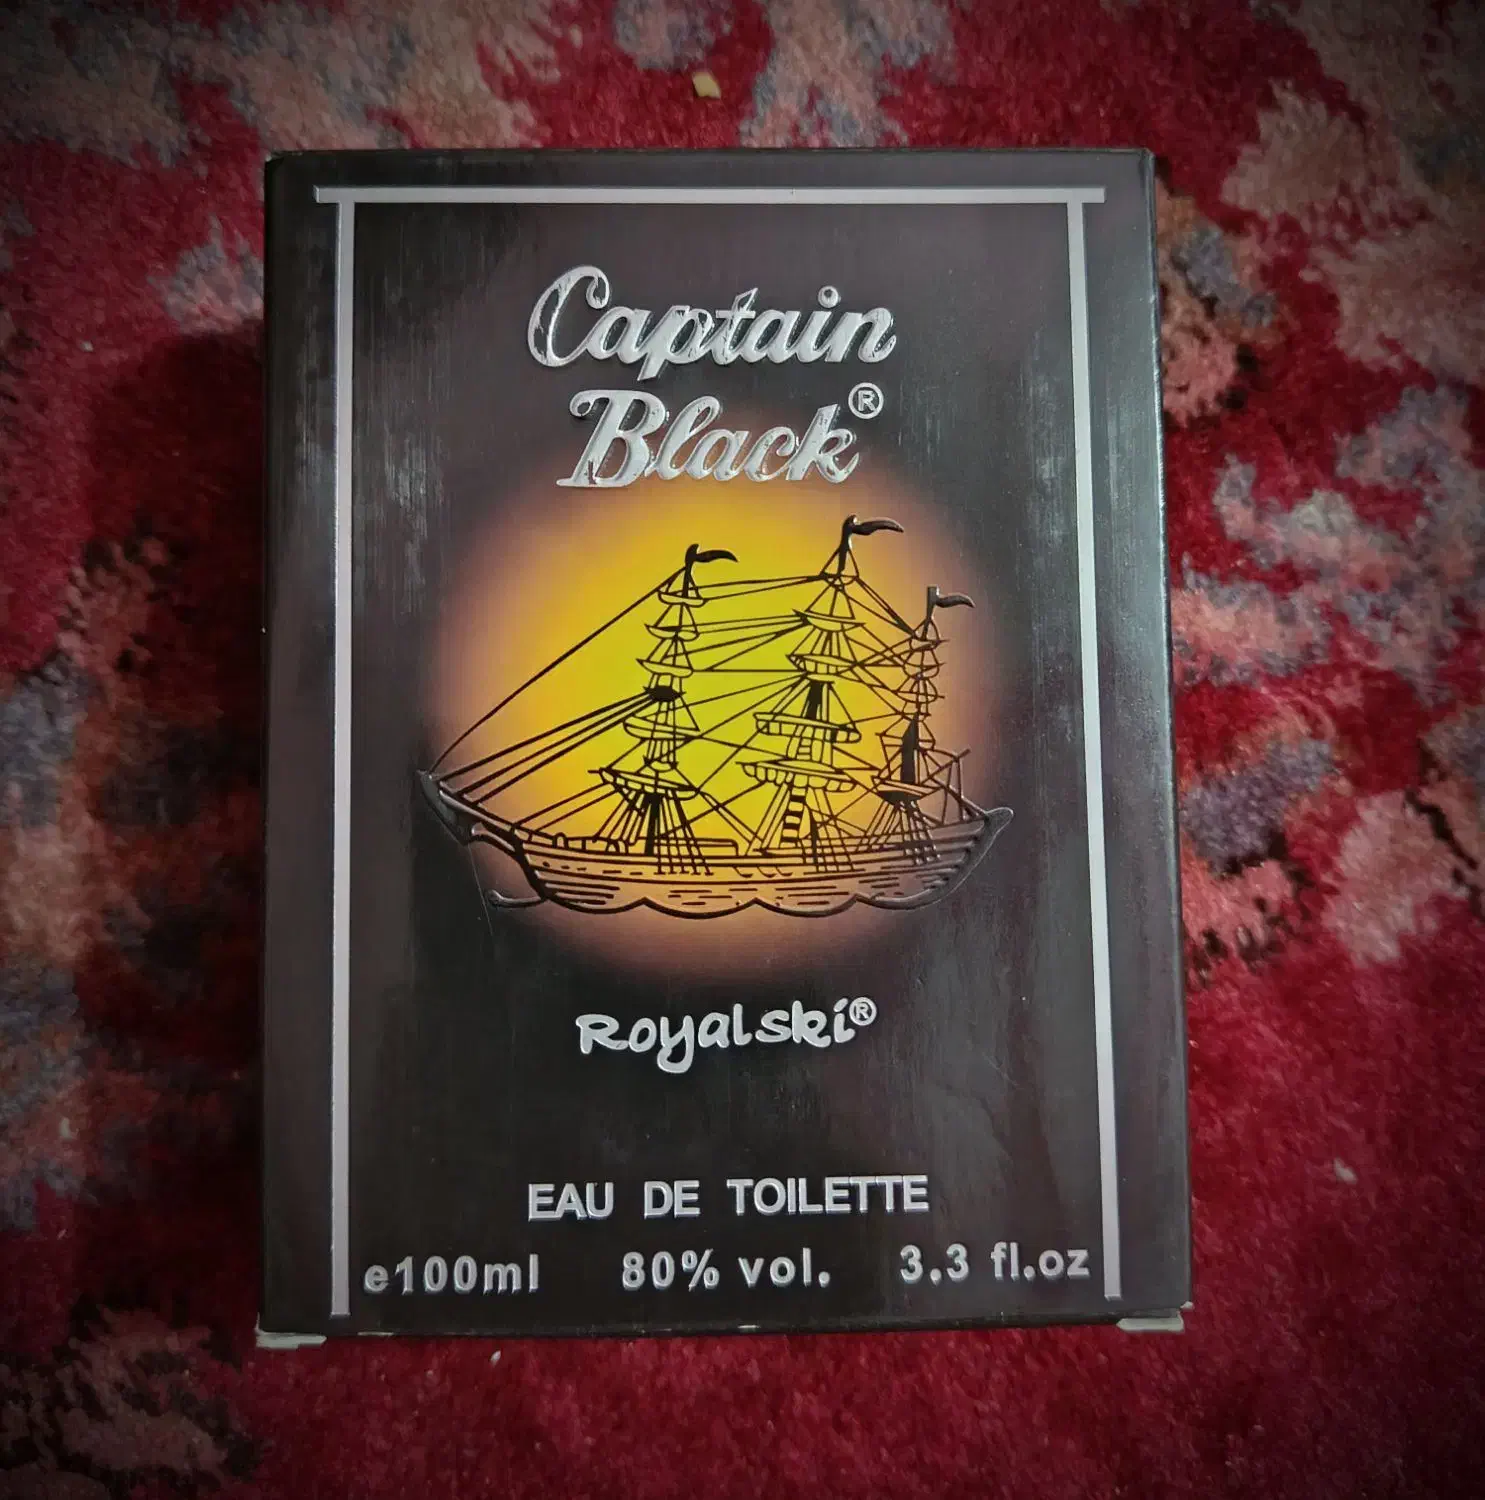 Captain
Black®
Royalski®
EAU DE TOILETTE
e100ml 80% vol. 3.3 fl.oz